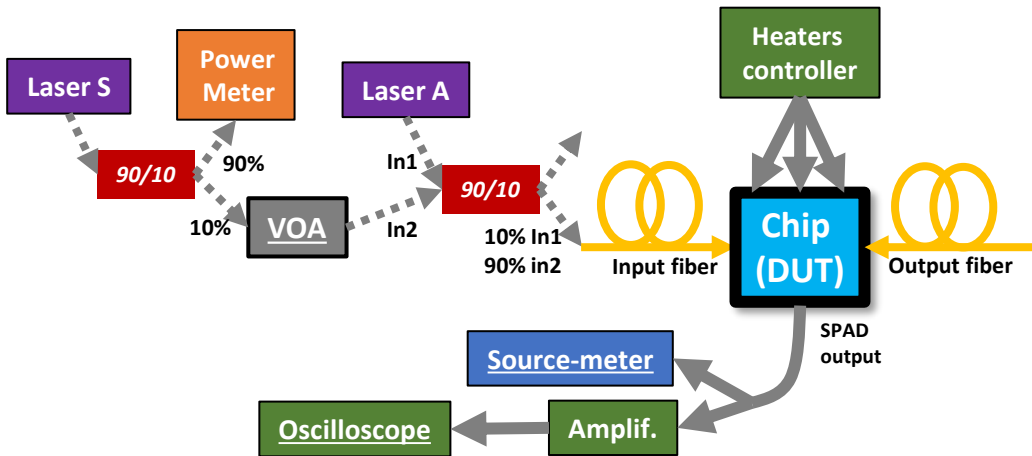 Laser S
Power
Meter
Laser A
Heaters
controller
90/10
90%
10%
VOA
In1
In2
90/10
10% In1
90% in2
Input fiber
Chip
(DUT)
Output fiber
SPAD
output
Source-meter
Oscilloscope
Amplif.